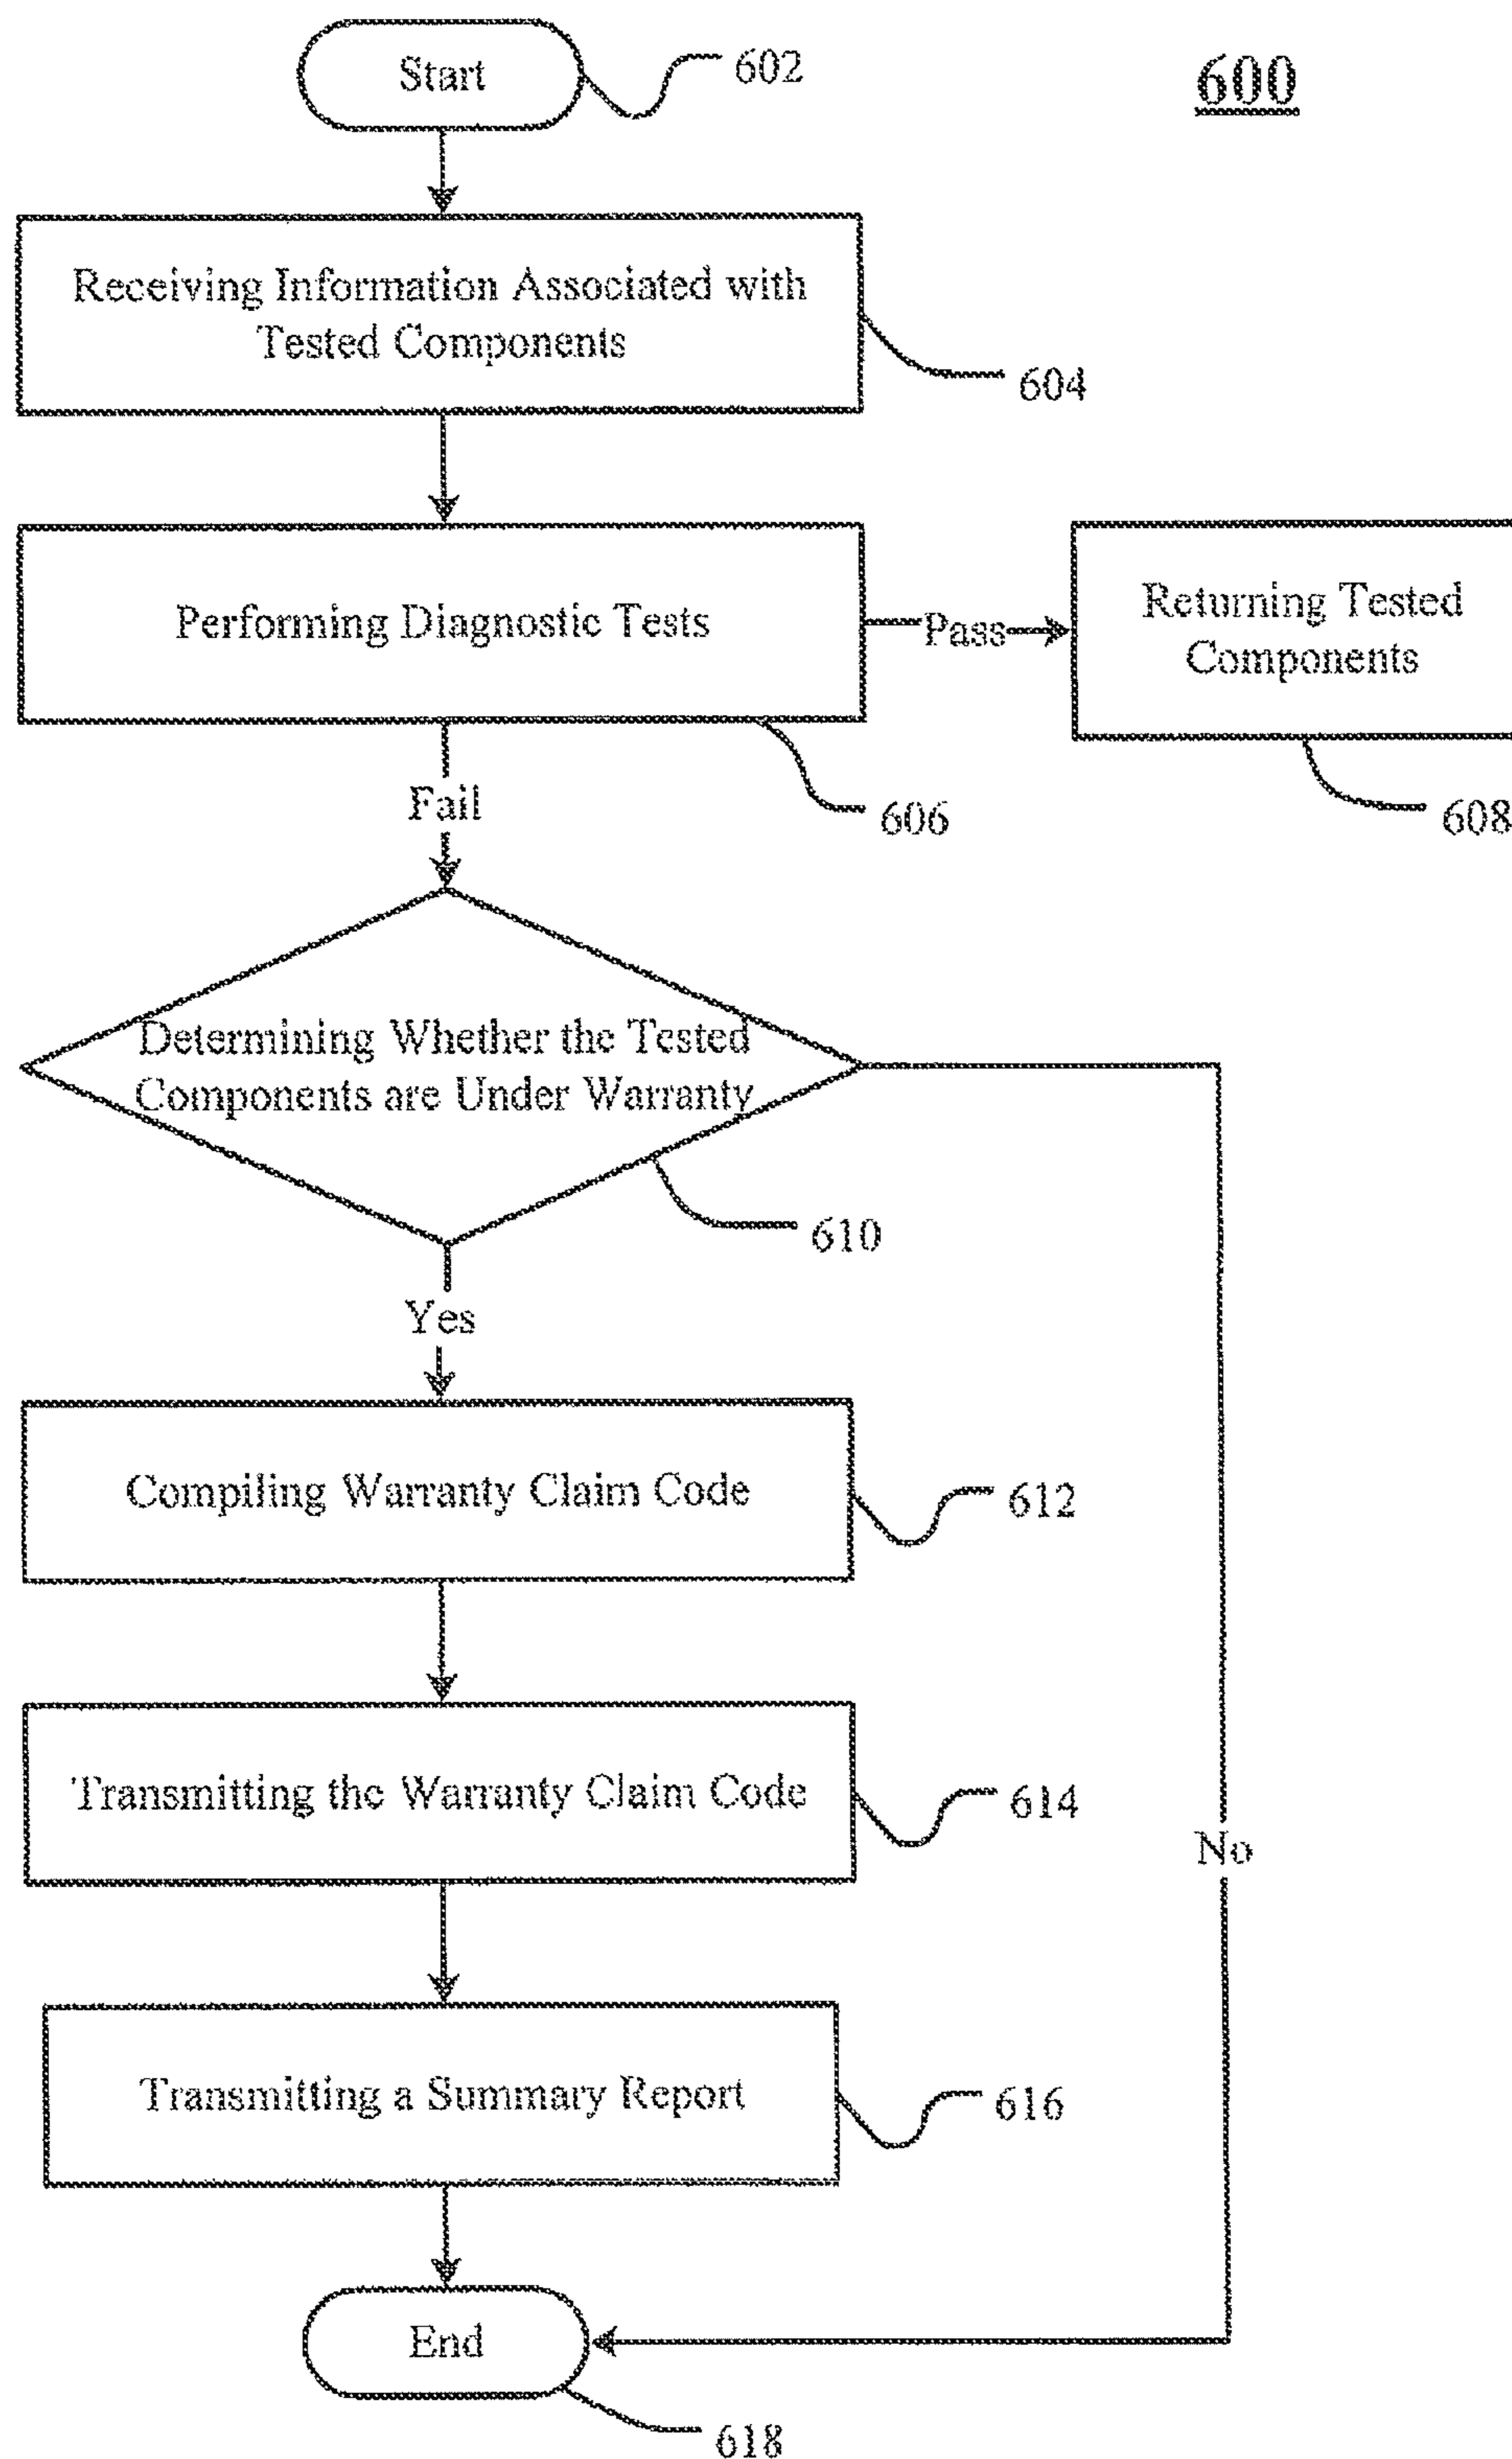 Start
602
600
Receiving Information Associated with
Tested Components
604
Performing Diagnostic Tests
Pass
Returning Tested
Components
Fail
606
608
Determining Whether the Tested
Components are Under Warranty
610
Yes
Compiling Warranty Claim Code
612
Transmitting the Warranty Claim Code
614
No
Transmitting a Summary Report
616
End
618